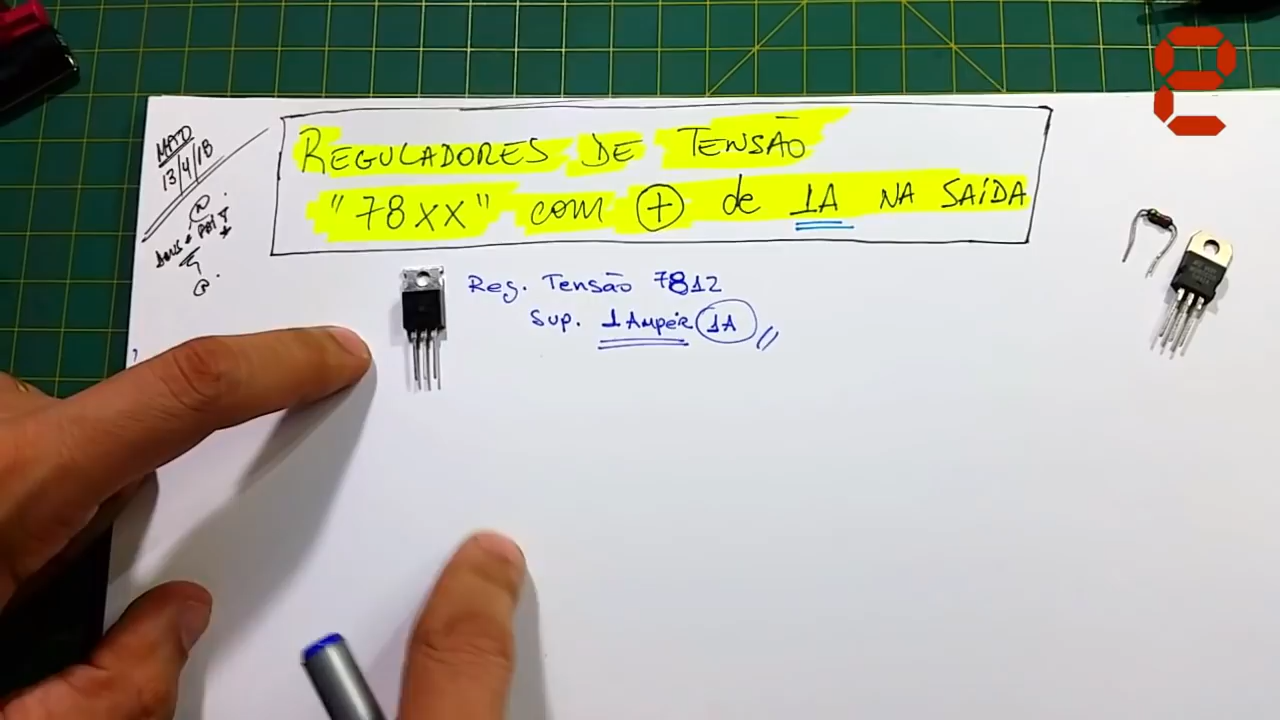 REGULADORES DE TENSÃO
"78XX" com + de 1A NA SAÍDA
MATD
13/4/18
Reg. Tensão 7812
Sup. 1 Ampér 1A